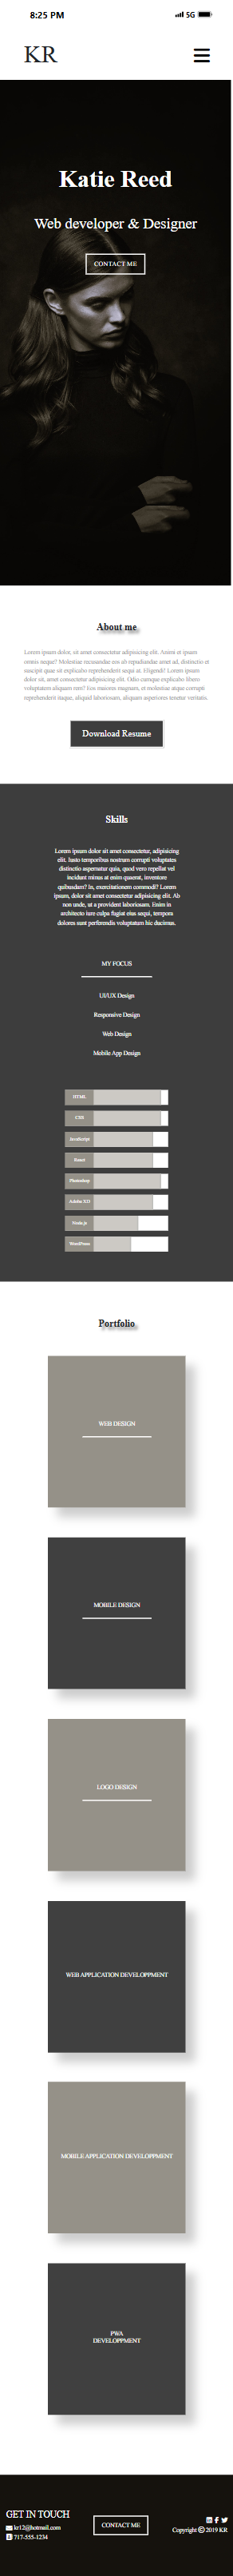 8:25 PM
5G
KR
Katie Reed
Web developer & Designer
CONTACT ME
About me
Lorem ipsum dolor, sit amet consectetur adipisicing elit. Animi et ipsam
omnis neque? Molestiae recusandae eos sit repudiandae amet ad, distinctio et
suscipit quae sit explicabo reprehenderit sequi at. Eligendi? Lorem ipsum
dolor sit, amet consectetur adipisicing elit. Odio cumque explicabo libero
voluptatem aliquam rem? Eos maiores magnam, et molestiae atque corrupti
reprehenderit itaque, aliquid laboriosam, aliquam asperiores tenetur veritatis.
Download Resume
Skills
Lorem ipsum dolor sit amet consectetur, adipisicing
elit. Iusto temporibus nostrum corrupti voluptates
distinctio aspernatur quia, quod vero repellat vel
incidunt minus at enim quaerat, inventore
quibusdam? In, exercitationem commodi? Lorem
ipsum, dolor sit amet consectetur adipisicing elit. Ab
non unde, ut a provident laboriosam. Enim in
architecto iure culpa fugiat eius sequi, tempora
dolores sunt perferendis voluptatum hic ducimus.
MY FOCUS
UI/UX Design
Responsive Design
Web Design
Mobile App Design
HTML
CSS
JavaScript
React
Photoshop
Adobe XD
Node.js
WordPress
Portfolio
WEB DESIGN
MOBILE DESIGN
LOGO DESIGN
WEB APPLICATION DEVELOPPMENT
MOBILE APPLICATION DEVELOPPMENT
PWA
DEVELOPPMENT
GET IN TOUCH
kr12@hotmail.com
717-555-1234
CONTACT ME
Copyright © 2019 KR